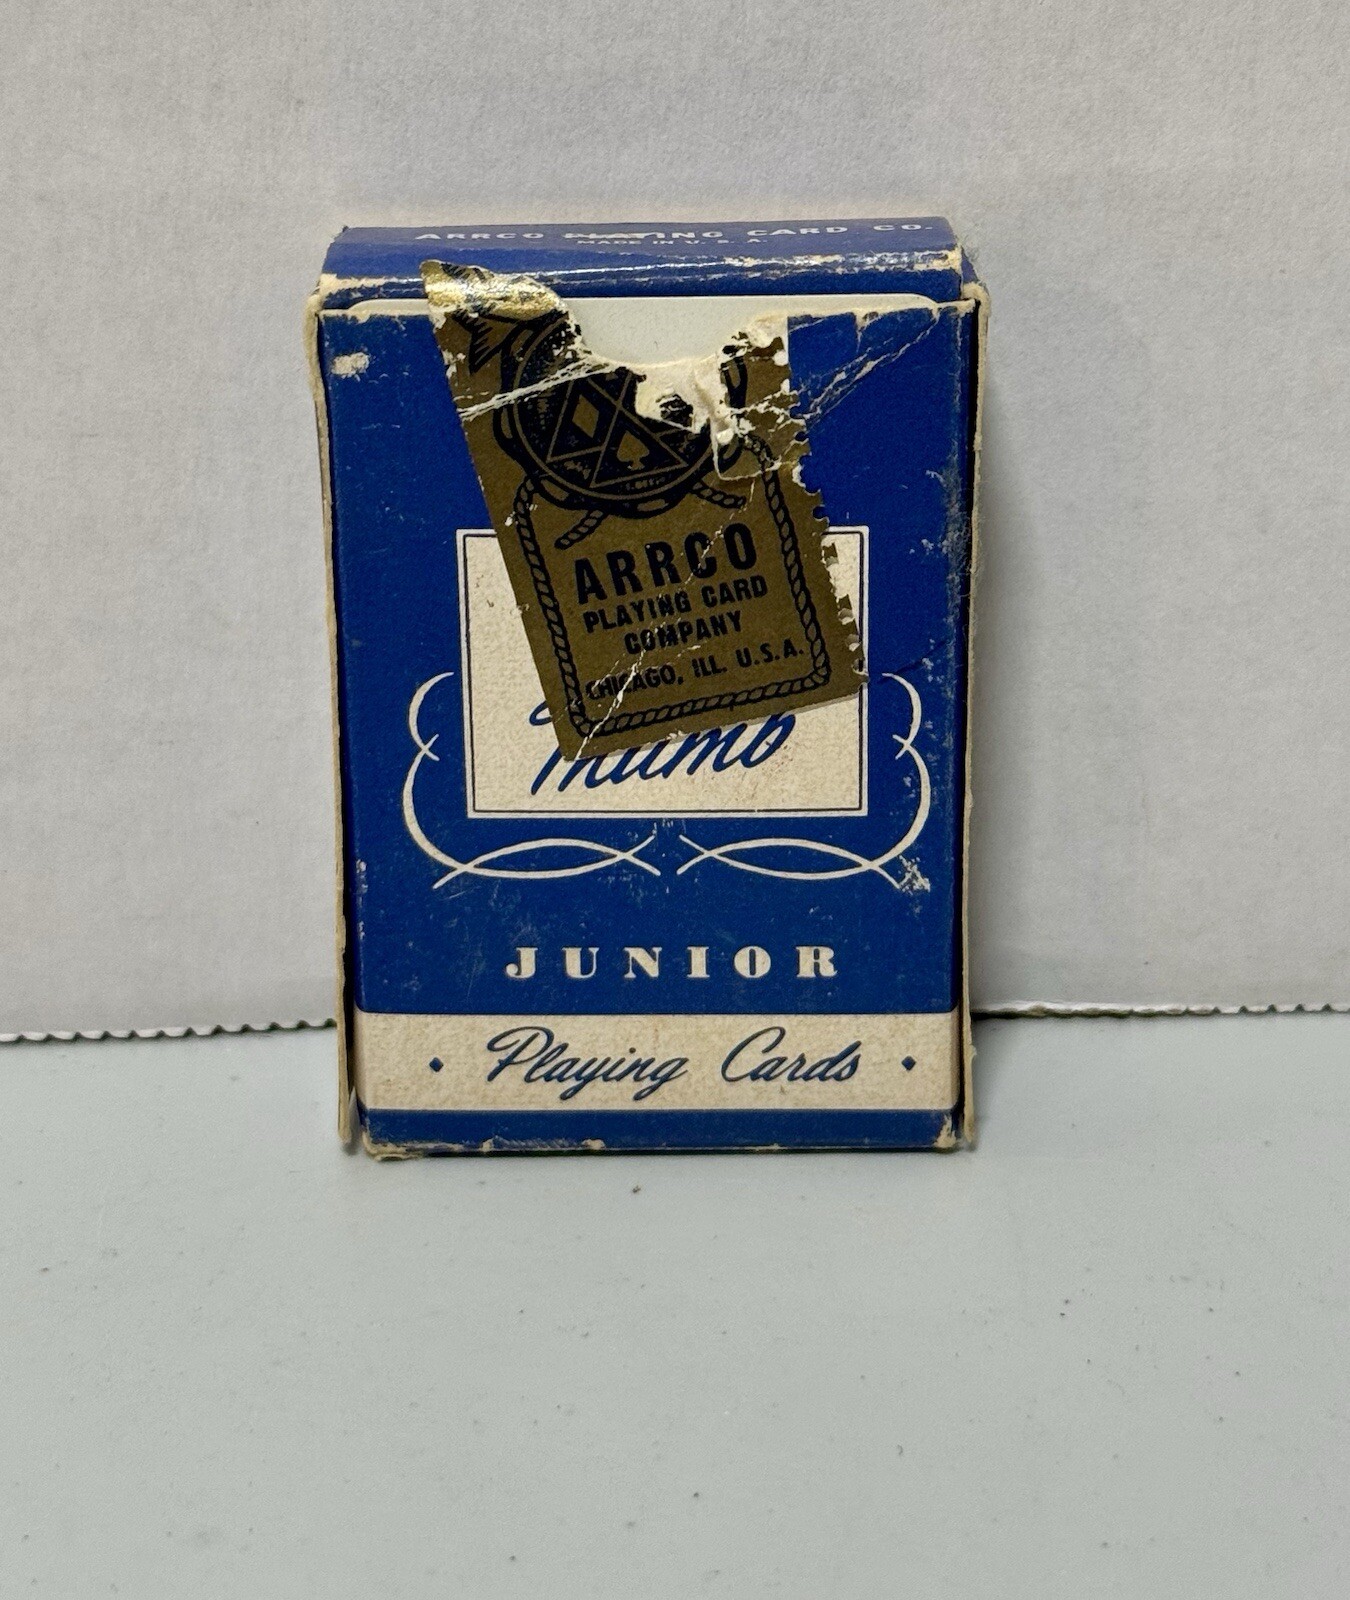 ARRCO PLAYING CARD CO.
MADE IN U. S. A.
ARRCO
PLAYING CARD
COMPANY
CHICAGO, ILL. U.S.A.
Thumb
JUNIOR
Playing Cards